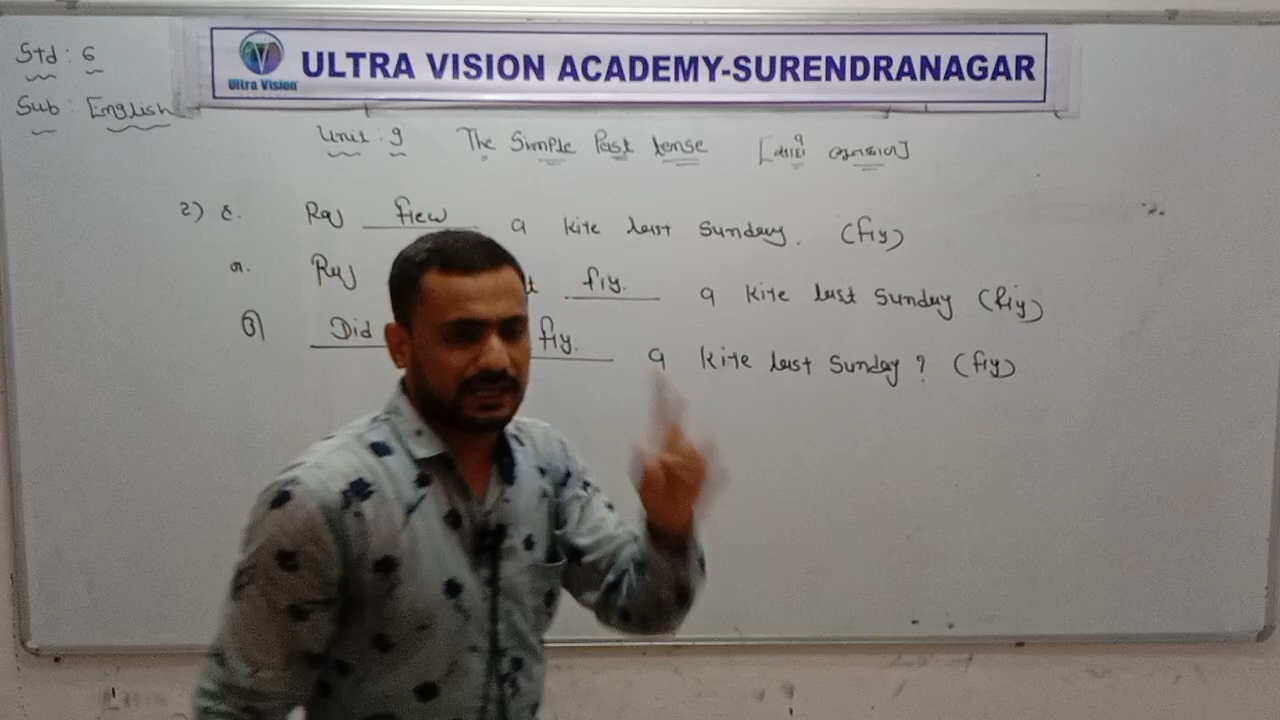 Std : 6
Sub : English
Ultra Vision
ULTRA VISION ACADEMY-SURENDRANAGAR
Unit : 9 The Simple Past tense [સાદો ભૂતકાળ]
2) હ. Raj flew a kite last Sunday. (fly)
ન. Raj t fly. a kite last Sunday (fly)
પ્ર Did fly. a kite last Sunday ? (fly)